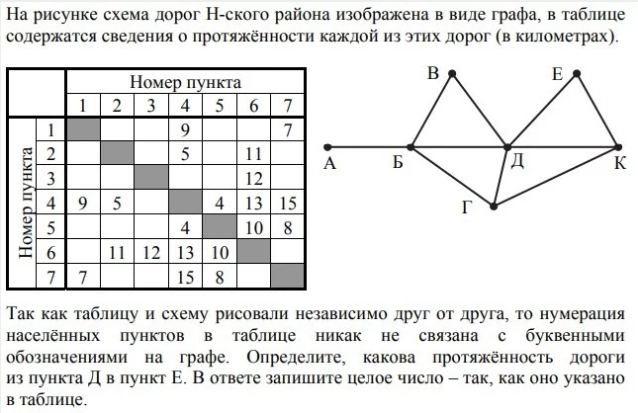 На рисунке схема дорог Н-ского района изображена в виде графа, в таблице
содержатся сведения о протяжённости каждой из этих дорог (в километрах).
Номер пункта
1 2 3 4 5 6 7
Номер пункта
1 9 7
2 5 11
3 12
4 9 5 4 13 15
5 4 10 8
6 11 12 13 10
7 7 15 8
В Е
А Б Д К
Г
Так как таблицу и схему рисовали независимо друг от друга, то нумерация
населённых пунктов в таблице никак не связана с буквенными
обозначениями на графе. Определите, какова протяжённость дороги
из пункта Д в пункт Е. В ответе запишите целое число – так, как оно указано
в таблице.